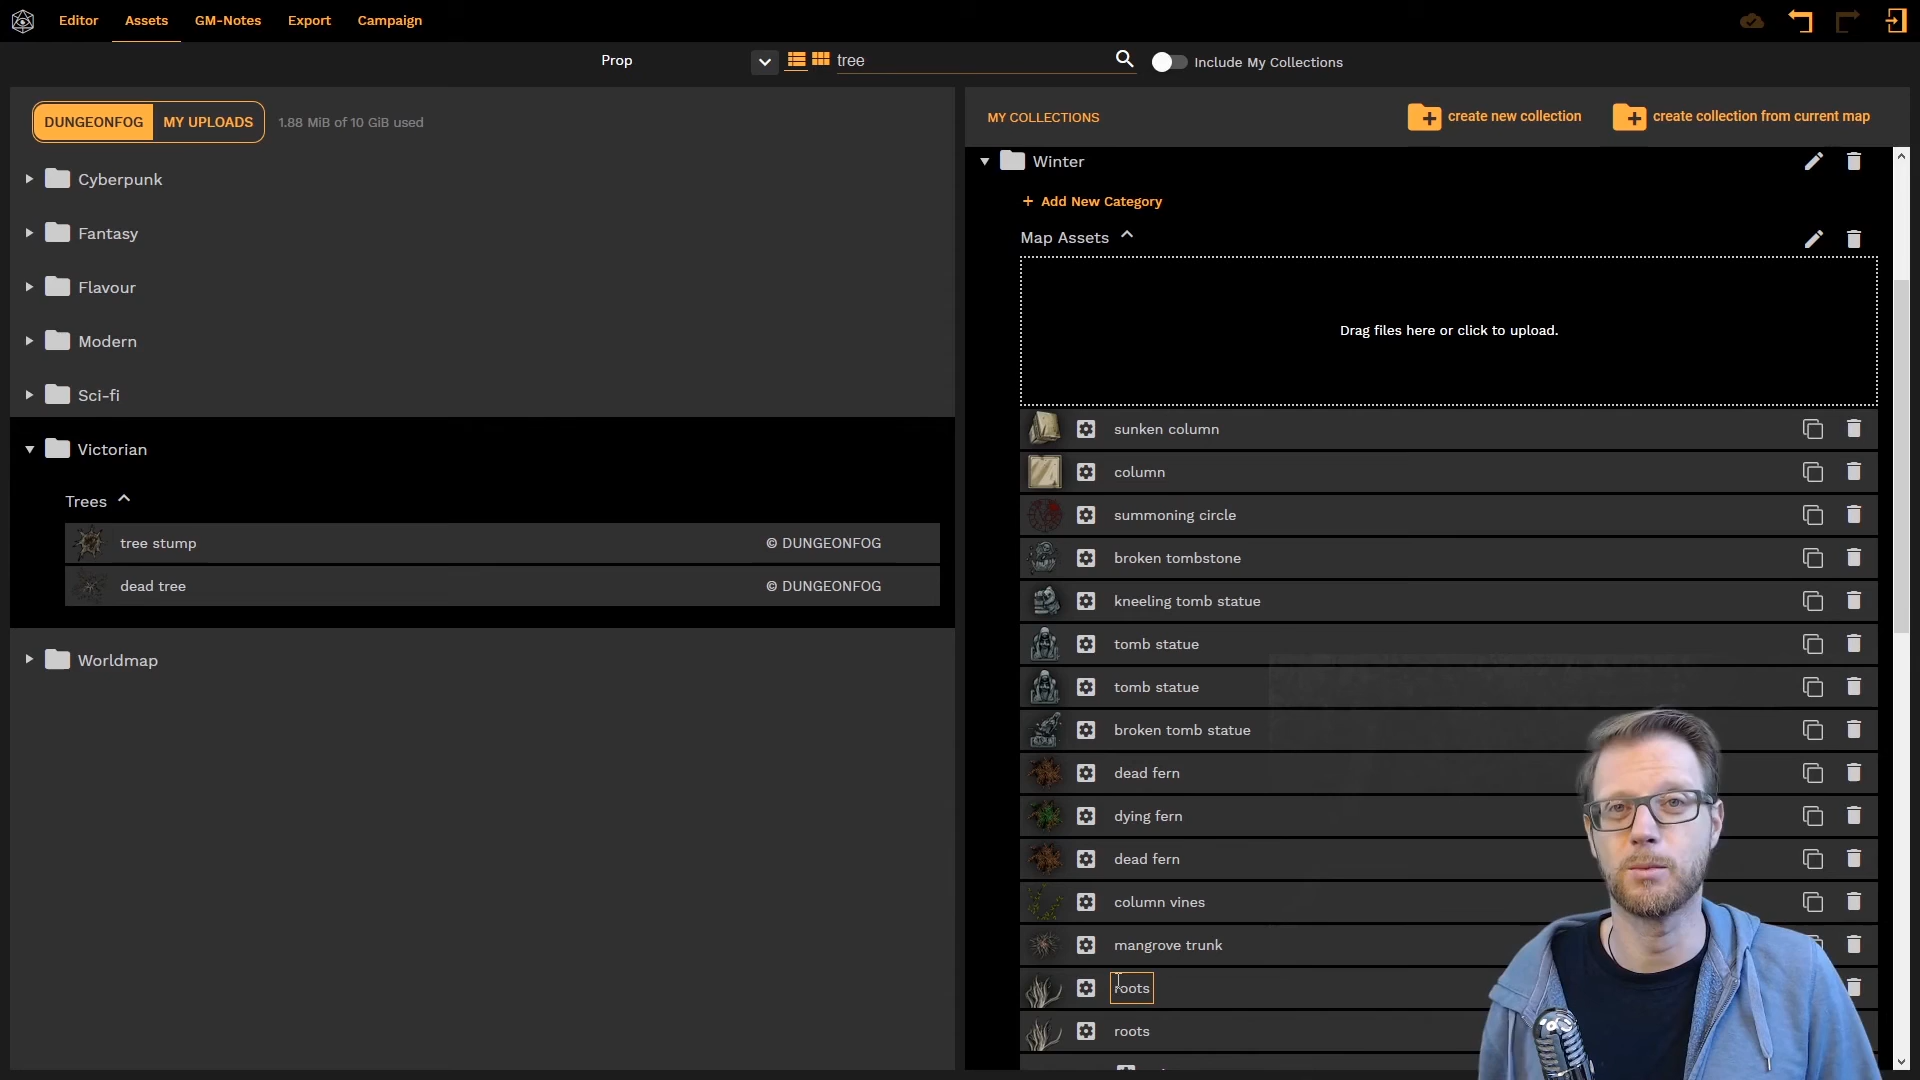 Editor
Assets
GM-Notes
Export
Campaign
Prop
tree
Include My Collections
DUNGEONFOG
MY UPLOADS
1.88 MiB of 10 GiB used
Cyberpunk
Fantasy
Flavour
Modern
Sci-fi
Victorian
Trees
tree stump © DUNGEONFOG
dead tree © DUNGEONFOG
Worldmap
MY COLLECTIONS
create new collection
create collection from current map
Winter
+ Add New Category
Map Assets
Drag files here or click to upload.
sunken column
column
summoning circle
broken tombstone
kneeling tomb statue
tomb statue
tomb statue
broken tomb statue
dead fern
dying fern
dead fern
column vines
mangrove trunk
roots
roots